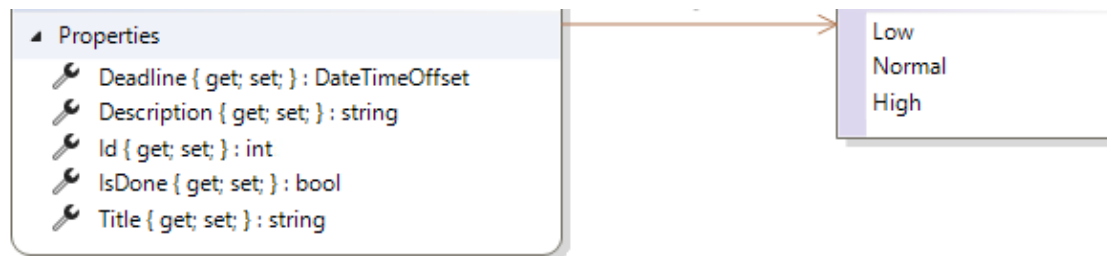 Properties
Deadline { get; set; } : DateTimeOffset
Description { get; set; } : string
Id { get; set; } : int
IsDone { get; set; } : bool
Title { get; set; } : string
Low
Normal
High